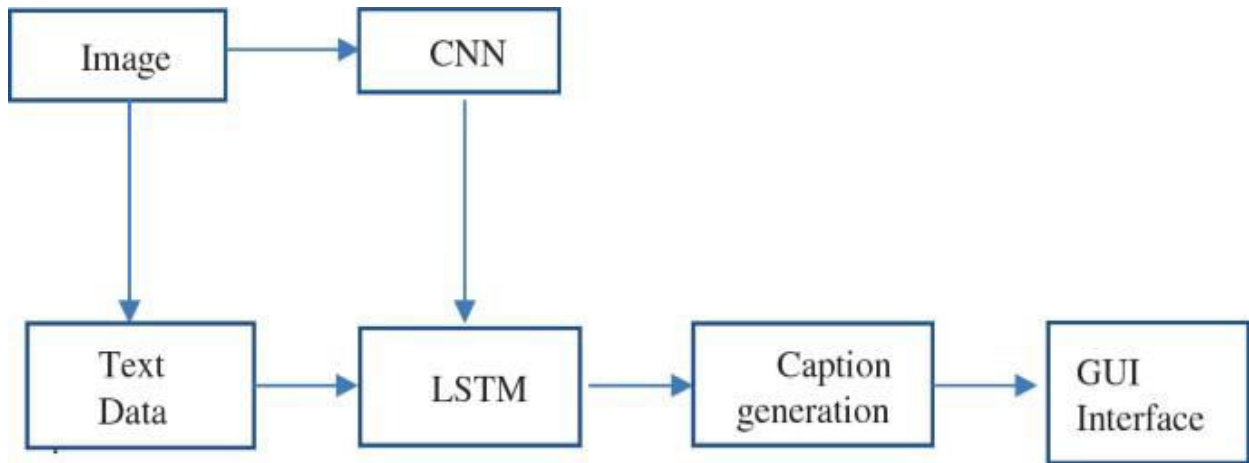 Image
CNN
Text
Data
LSTM
Caption
generation
GUI
Interface